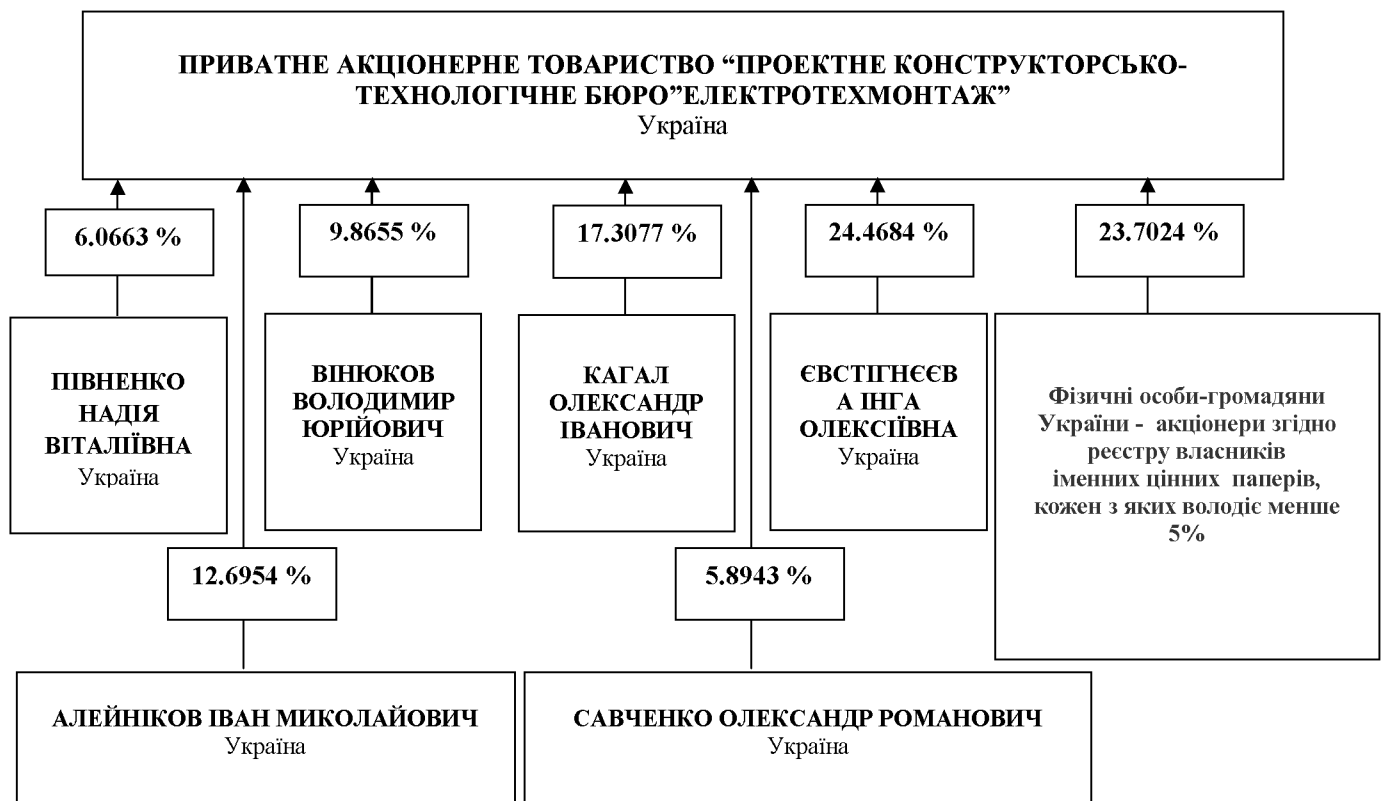 ПРИВАТНЕ АКЦІОНЕРНЕ ТОВАРИСТВО “ПРОЕКТНЕ КОНСТРУКТОРСЬКО-
ТЕХНОЛОГІЧНЕ БЮРО”ЕЛЕКТРОТЕХМОНТАЖ”
Україна
6.0663 %
9.8655 %
17.3077 %
24.4684 %
23.7024 %
ПІВНЕНКО
НАДІЯ
ВІТАЛІЇВНА
Україна
ВІНЮКОВ
ВОЛОДИМИР
ЮРІЙОВИЧ
Україна
КАГАЛ
ОЛЕКСАНДР
ІВАНОВИЧ
Україна
ЄВСТІГНЄЄВ
А ІНГА
ОЛЕКСІЇВНА
Україна
Фізичні особи-громадяни
України - акціонери згідно
реєстру власників
іменних цінних паперів,
кожен з яких володіє менше
5%
12.6954 %
5.8943 %
АЛЕЙНІКОВ ІВАН МИКОЛАЙОВИЧ
Україна
САВЧЕНКО ОЛЕКСАНДР РОМАНОВИЧ
Україна